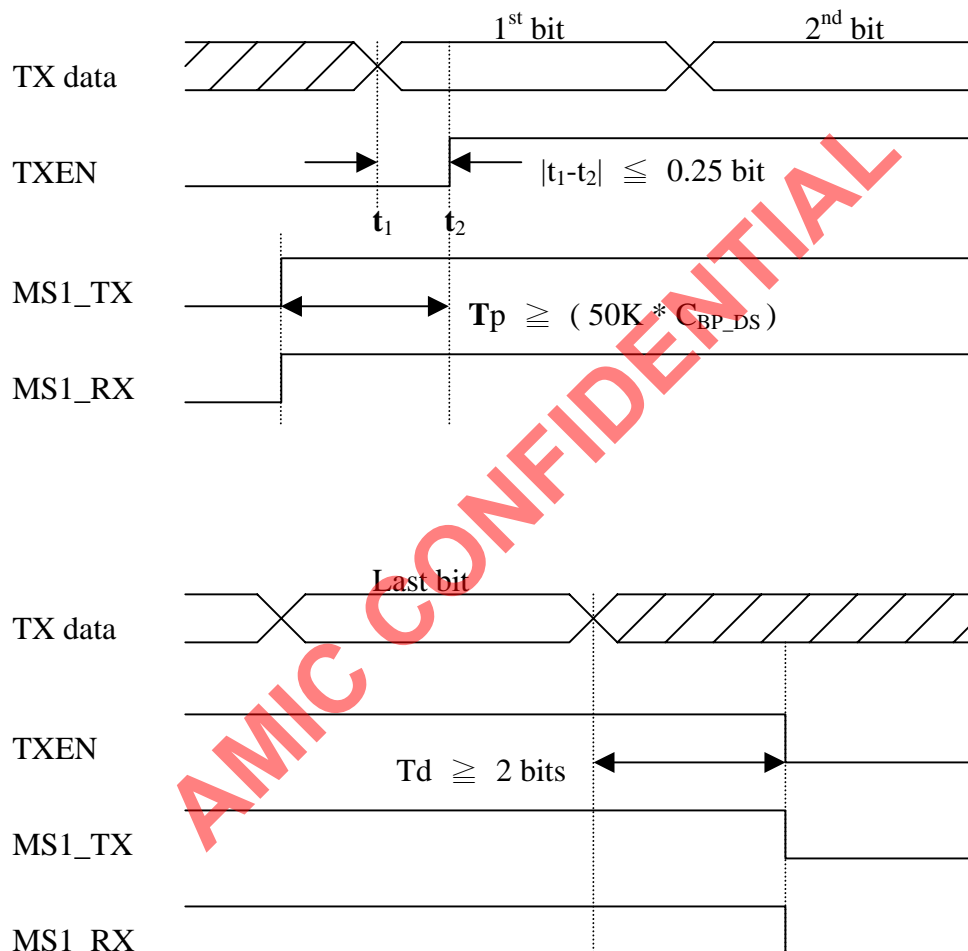 1st bit 2nd bit
TX data
TXEN |t1-t2| ≦ 0.25 bit
t1 t2
MS1_TX
Tp ≧ ( 50K * CBP_DS )
MS1_RX
AMIC CONFIDENTIAL
Last bit
TX data
TXEN
Td ≧ 2 bits
MS1_TX
MS1_RX